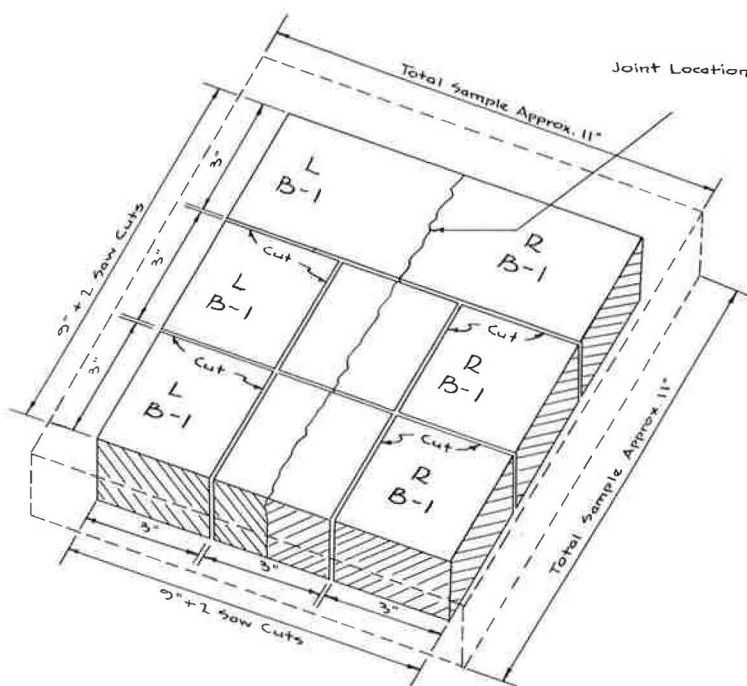 Total Sample Approx. 11"
Joint Location
L
B-1
R
B-1
3"
3"
3"
9" + 2 Saw Cuts
Cut
L
B-1
Cut
R
B-1
Cut
L
B-1
Cut
R
B-1
Total Sample Approx. 11"
3"
3"
3"
9" + 2 Saw Cuts